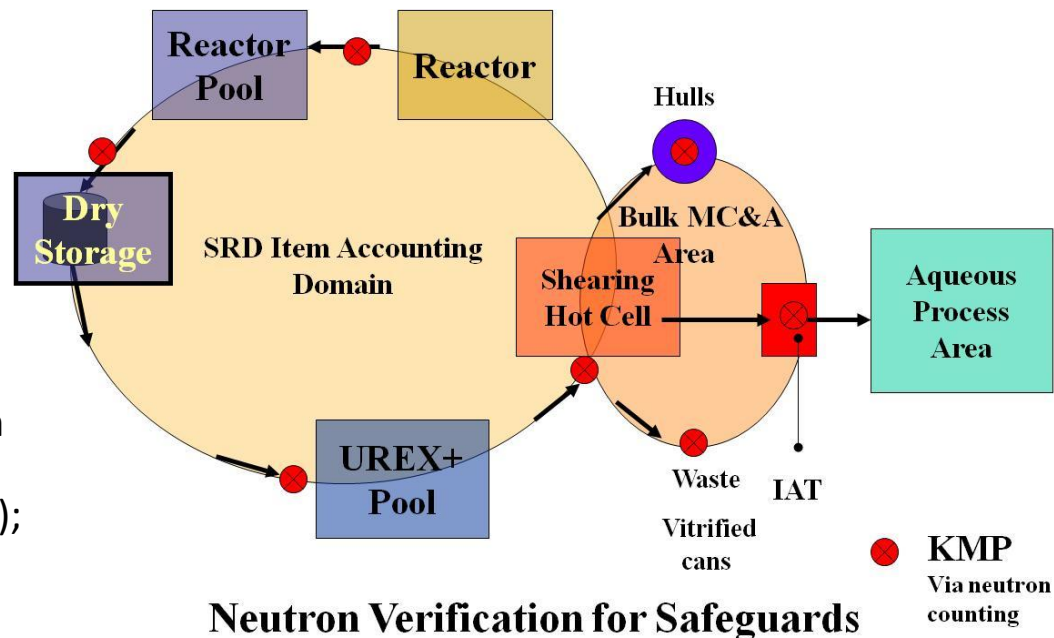 Reactor
Pool
Reactor
Hulls
Dry
Storage
SRD Item Accounting
Domain
Bulk MC&A
Area
Shearing
Hot Cell
Aqueous
Process
Area
UREX+
Pool
Waste
Vitrified
cans
IAT
);
KMP
Via neutron
counting
Neutron Verification for Safeguards